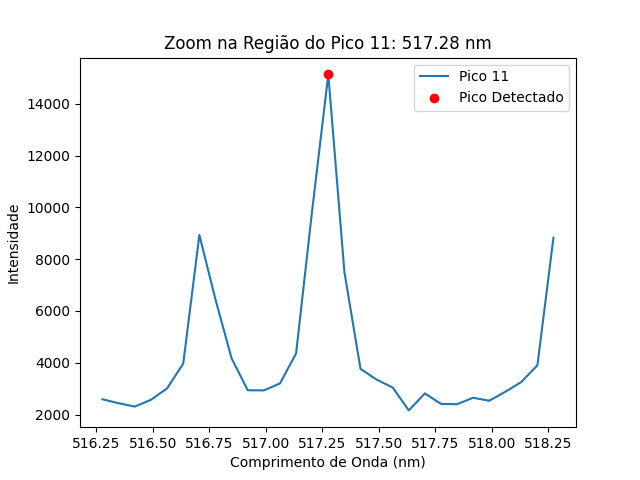 Zoom na Região do Pico 11: 517.28 nm
Pico 11
Pico Detectado
Intensidade
14000
12000
10000
8000
6000
4000
2000
516.25 516.50 516.75 517.00 517.25 517.50 517.75 518.00 518.25
Comprimento de Onda (nm)